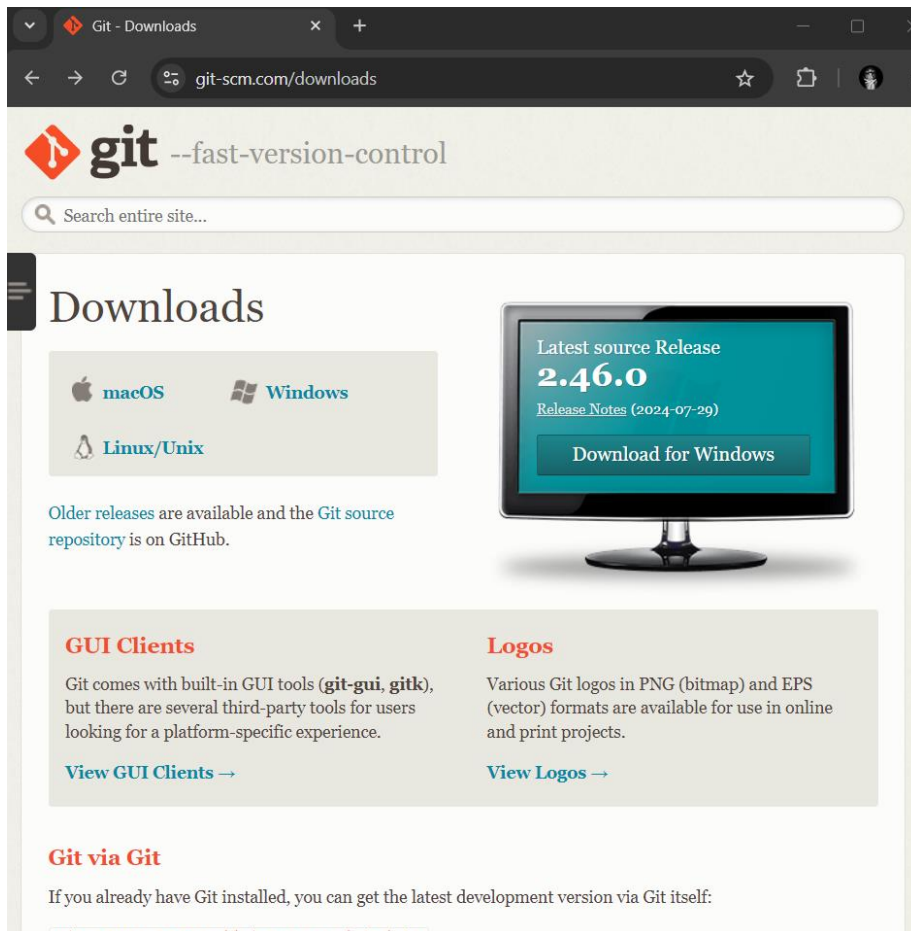 Git - Downloads
git-scm.com/downloads
git --fast-version-control
Search entire site...
Downloads
macOS
Windows
Linux/Unix
Older releases are available and the Git source
repository is on GitHub.
Latest source Release
2.46.0
Release Notes (2024-07-29)
Download for Windows
GUI Clients
Git comes with built-in GUI tools (git-gui, gitk),
but there are several third-party tools for users
looking for a platform-specific experience.
View GUI Clients →
Logos
Various Git logos in PNG (bitmap) and EPS
(vector) formats are available for use in online
and print projects.
View Logos →
Git via Git
If you already have Git installed, you can get the latest development version via Git itself: